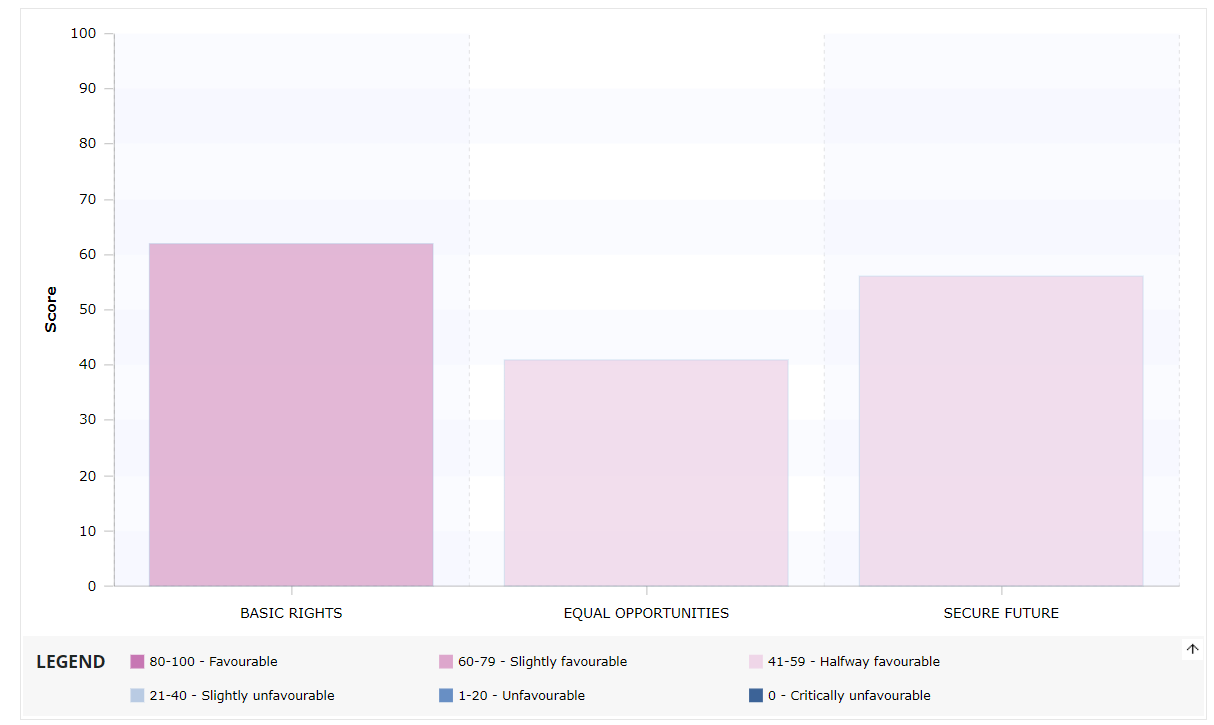 100
90
80
70
60
50
40
30
20
10
0
Score
BASIC RIGHTS
EQUAL OPPORTUNITIES
SECURE FUTURE
LEGEND
80-100 - Favourable
60-79 - Slightly favourable
41-59 - Halfway favourable
21-40 - Slightly unfavourable
1-20 - Unfavourable
0 - Critically unfavourable